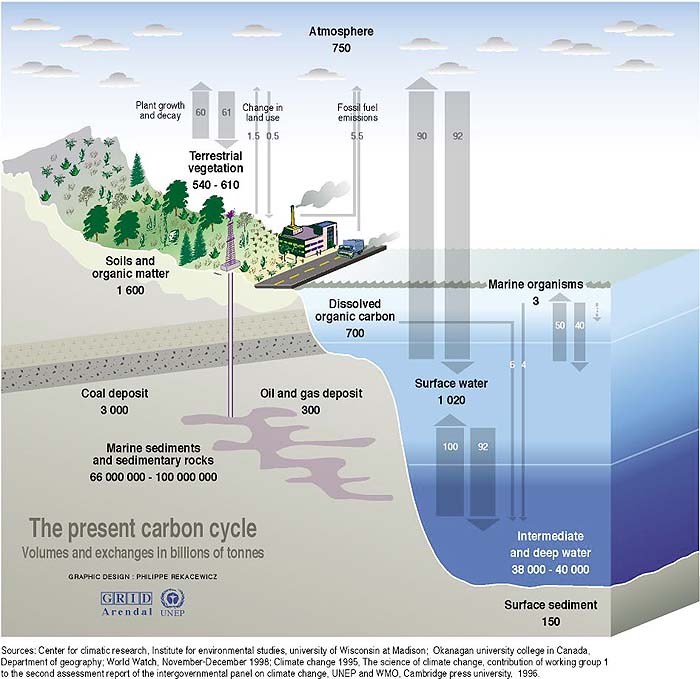 Atmosphere
750
Plant growth
and decay
60
61
Change in
land use
1.5
0.5
Fossil fuel
emissions
5.5
90
92
Terrestrial
vegetation
540 - 610
Soils and
organic matter
1 600
Marine organisms
3
Dissolved
organic carbon
700
50
40
6
4
Surface water
1 020
Coal deposit
3 000
Oil and gas deposit
300
100
92
Marine sediments
and sedimentary rocks
66 000 000 - 100 000 000
The present carbon cycle
Volumes and exchanges in billions of tonnes
GRAPHIC DESIGN : PHILIPPE REKACEWICZ
GRID
Arendal
UNEP
Intermediate
and deep water
38 000 - 40 000
Surface sediment
150
Sources: Center for climatic research, Institute for environmental studies, university of Wisconsin at Madison; Okanagan university college in Canada,
Department of geography; World Watch, November-December 1998; Climate change 1995, The science of climate change, contribution of working group 1
to the second assessment report of the intergovernmental panel on climate change, UNEP and WMO, Cambridge press university, 1996.